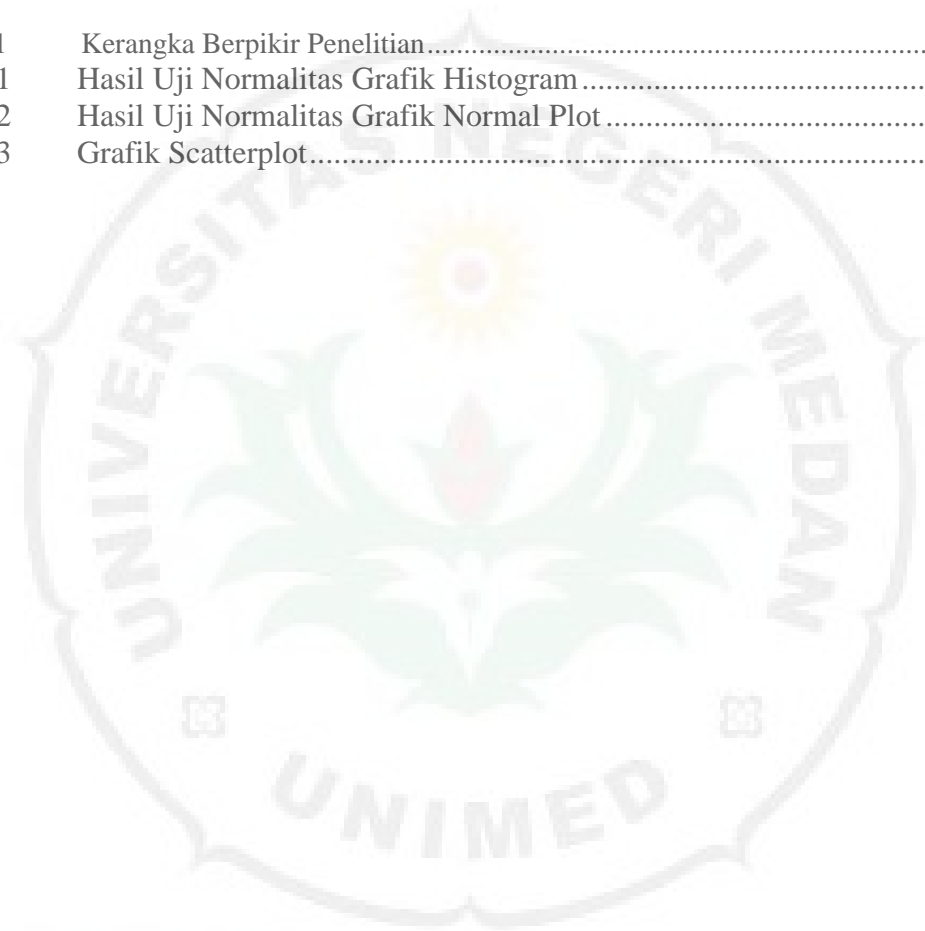 1 Kerangka Berpikir Penelitian....................................................................................
1 Hasil Uji Normalitas Grafik Histogram.......................................................
2 Hasil Uji Normalitas Grafik Normal Plot...................................................
3 Grafik Scatterplot..........................................................................................
UNIVERSITAS NEGERI MEDAN
UNIMED